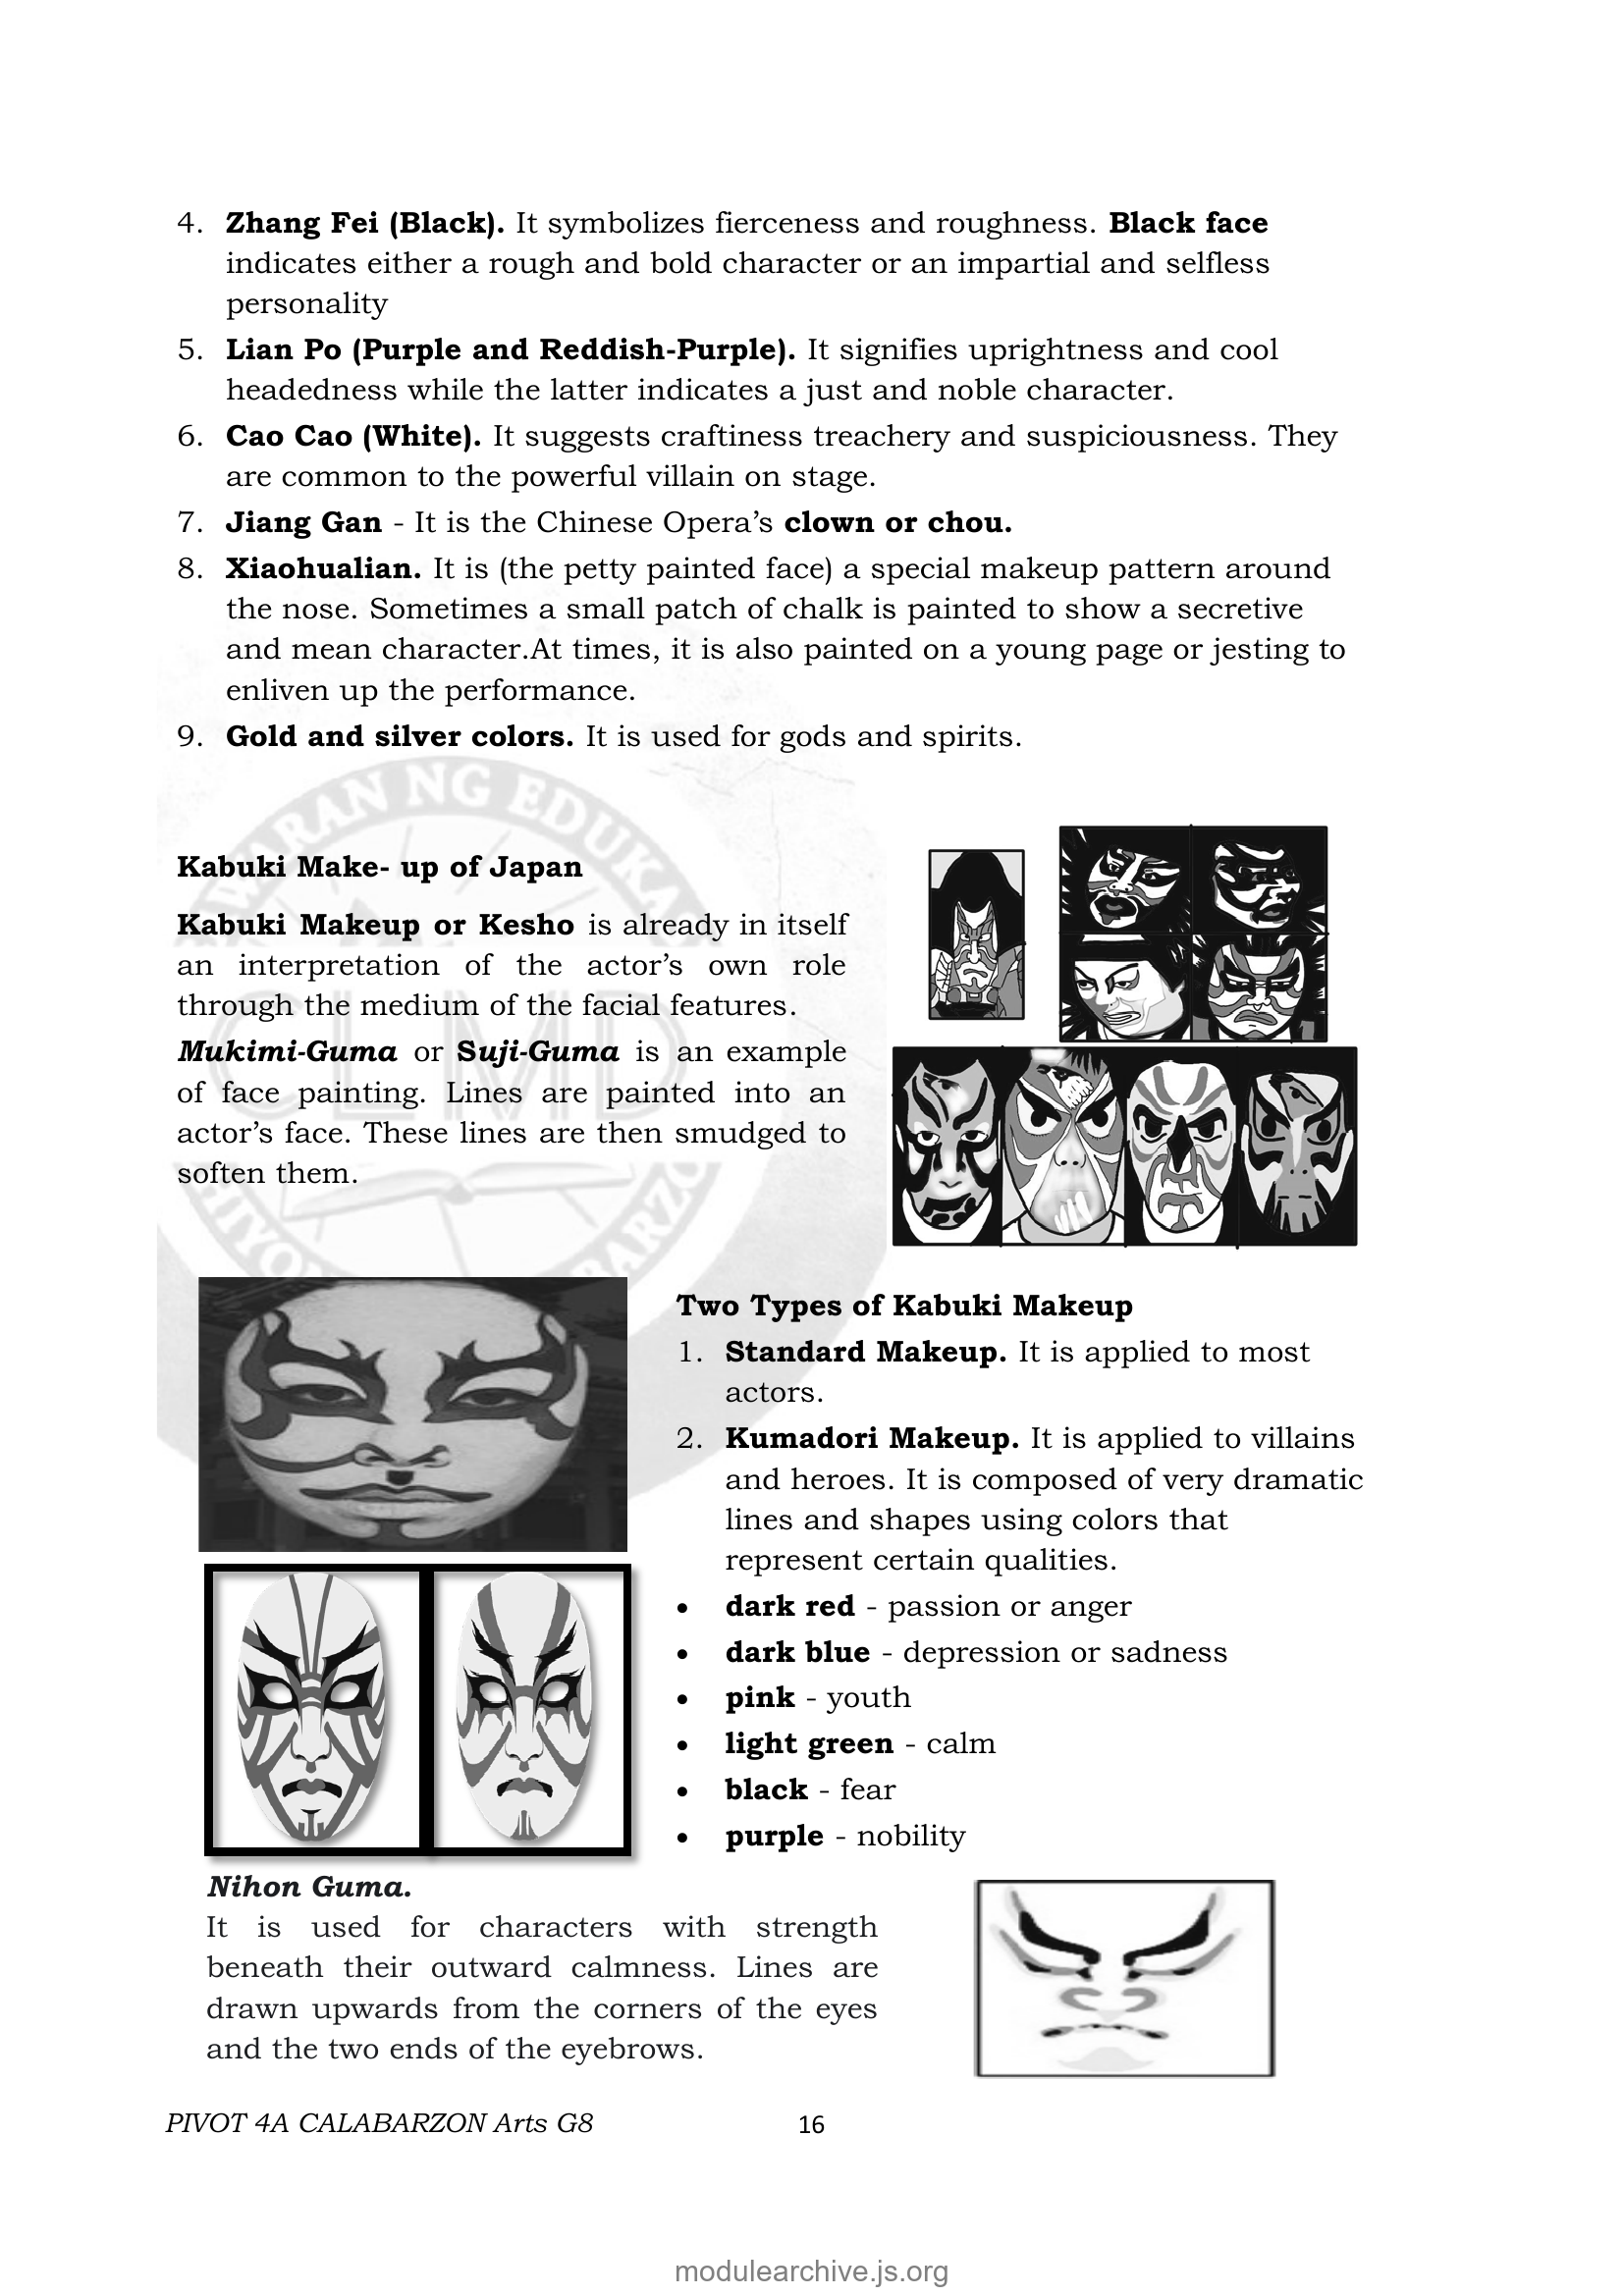 4. Zhang Fei (Black). It symbolizes fierceness and roughness. Black face
indicates either a rough and bold character or an impartial and selfless
personality
5. Lian Po (Purple and Reddish-Purple). It signifies uprightness and cool
headedness while the latter indicates a just and noble character.
6. Cao Cao (White). It suggests craftiness treachery and suspiciousness. They
are common to the powerful villain on stage.
7. Jiang Gan - It is the Chinese Opera’s clown or chou.
8. Xiaohualian. It is (the petty painted face) a special makeup pattern around
the nose. Sometimes a small patch of chalk is painted to show a secretive
and mean character.At times, it is also painted on a young page or jesting to
enliven up the performance.
9. Gold and silver colors. It is used for gods and spirits.
Kabuki Make- up of Japan
Kabuki Makeup or Kesho is already in itself
an interpretation of the actor’s own role
through the medium of the facial features.
Mukimi-Guma or Suji-Guma is an example
of face painting. Lines are painted into an
actor’s face. These lines are then smudged to
soften them.
CLMD
Two Types of Kabuki Makeup
1. Standard Makeup. It is applied to most
actors.
2. Kumadori Makeup. It is applied to villains
and heroes. It is composed of very dramatic
lines and shapes using colors that
represent certain qualities.
• dark red - passion or anger
• dark blue - depression or sadness
• pink - youth
• light green - calm
• black - fear
• purple - nobility
Nihon Guma.
It is used for characters with strength
beneath their outward calmness. Lines are
drawn upwards from the corners of the eyes
and the two ends of the eyebrows.
PIVOT 4A CALABARZON Arts G8 16
modulearchive.js.org